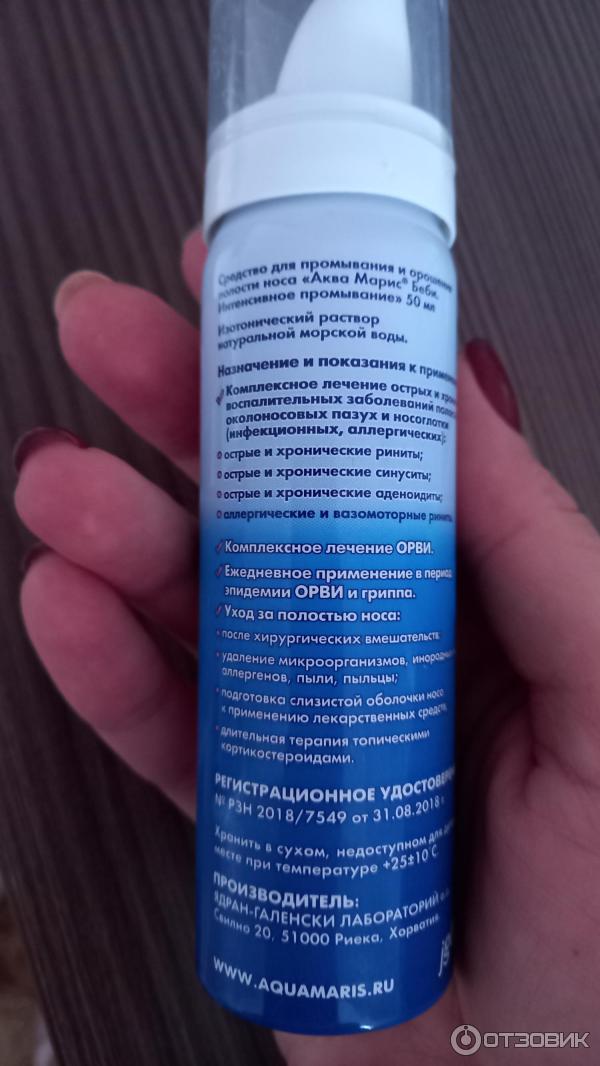 Средство для промывания и орошени
полости носа «Аква Марис® Беби.
Интенсивное промывание» 50 мл
Изотонический раствор
натуральной морской воды.
Назначение и показания к примене
Комплексное лечение острых и хрон
воспалительных заболеваний полос
околоносовых пазух и носоглотки
(инфекционных, аллергических):
острые и хронические риниты;
острые и хронические синуситы;
острые и хронические аденоидиты;
аллергические и вазомоторные риниты.
Комплексное лечение ОРВИ.
Ежедневное применение в период
эпидемии ОРВИ и гриппа.
Уход за полостью носа:
• после хирургических вмешательств;
• удаление микроорганизмов, инородных
аллергенов, пыли, пыльцы;
• подготовка слизистой оболочки носа
к применению лекарственных средств;
• длительная терапия топическими
кортикостероидами.
РЕГИСТРАЦИОННОЕ УДОСТОВЕРЕ
№ РЗН 2018/7549 от 31.08.2018 г.
Хранить в сухом, недоступном для дет
месте при температуре +25±10°С.
ПРОИЗВОДИТЕЛЬ:
ЯДРАН-ГАЛЕНСКИ ЛАБОРАТОРИЙ
Свилно 20, 51000 Риека, Хорватия
WWW.AQUAMARIS.RU
ОТЗОВИК